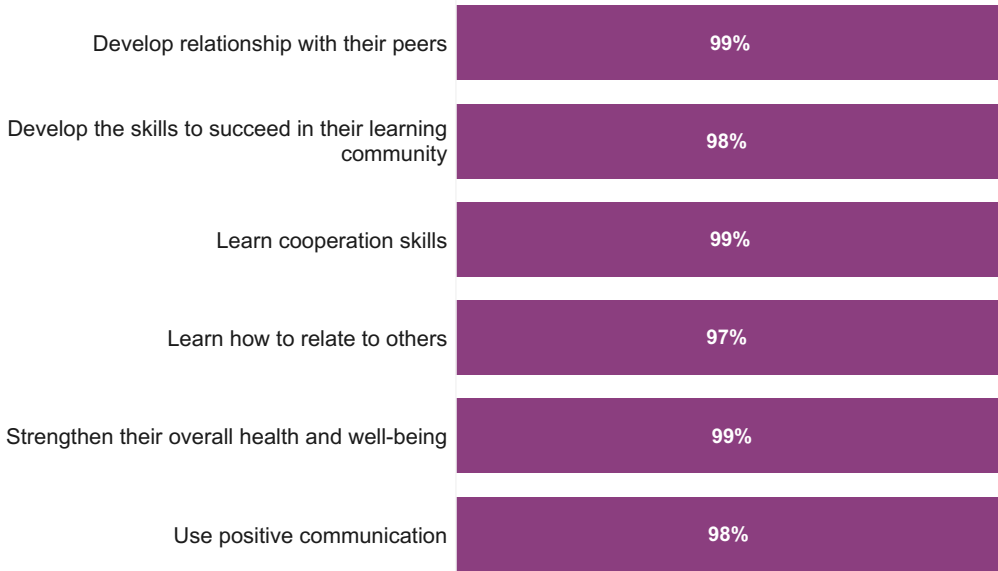 Develop relationship with their peers
99%
Develop the skills to succeed in their learning
community
98%
Learn cooperation skills
99%
Learn how to relate to others
97%
Strengthen their overall health and well-being
99%
Use positive communication
98%